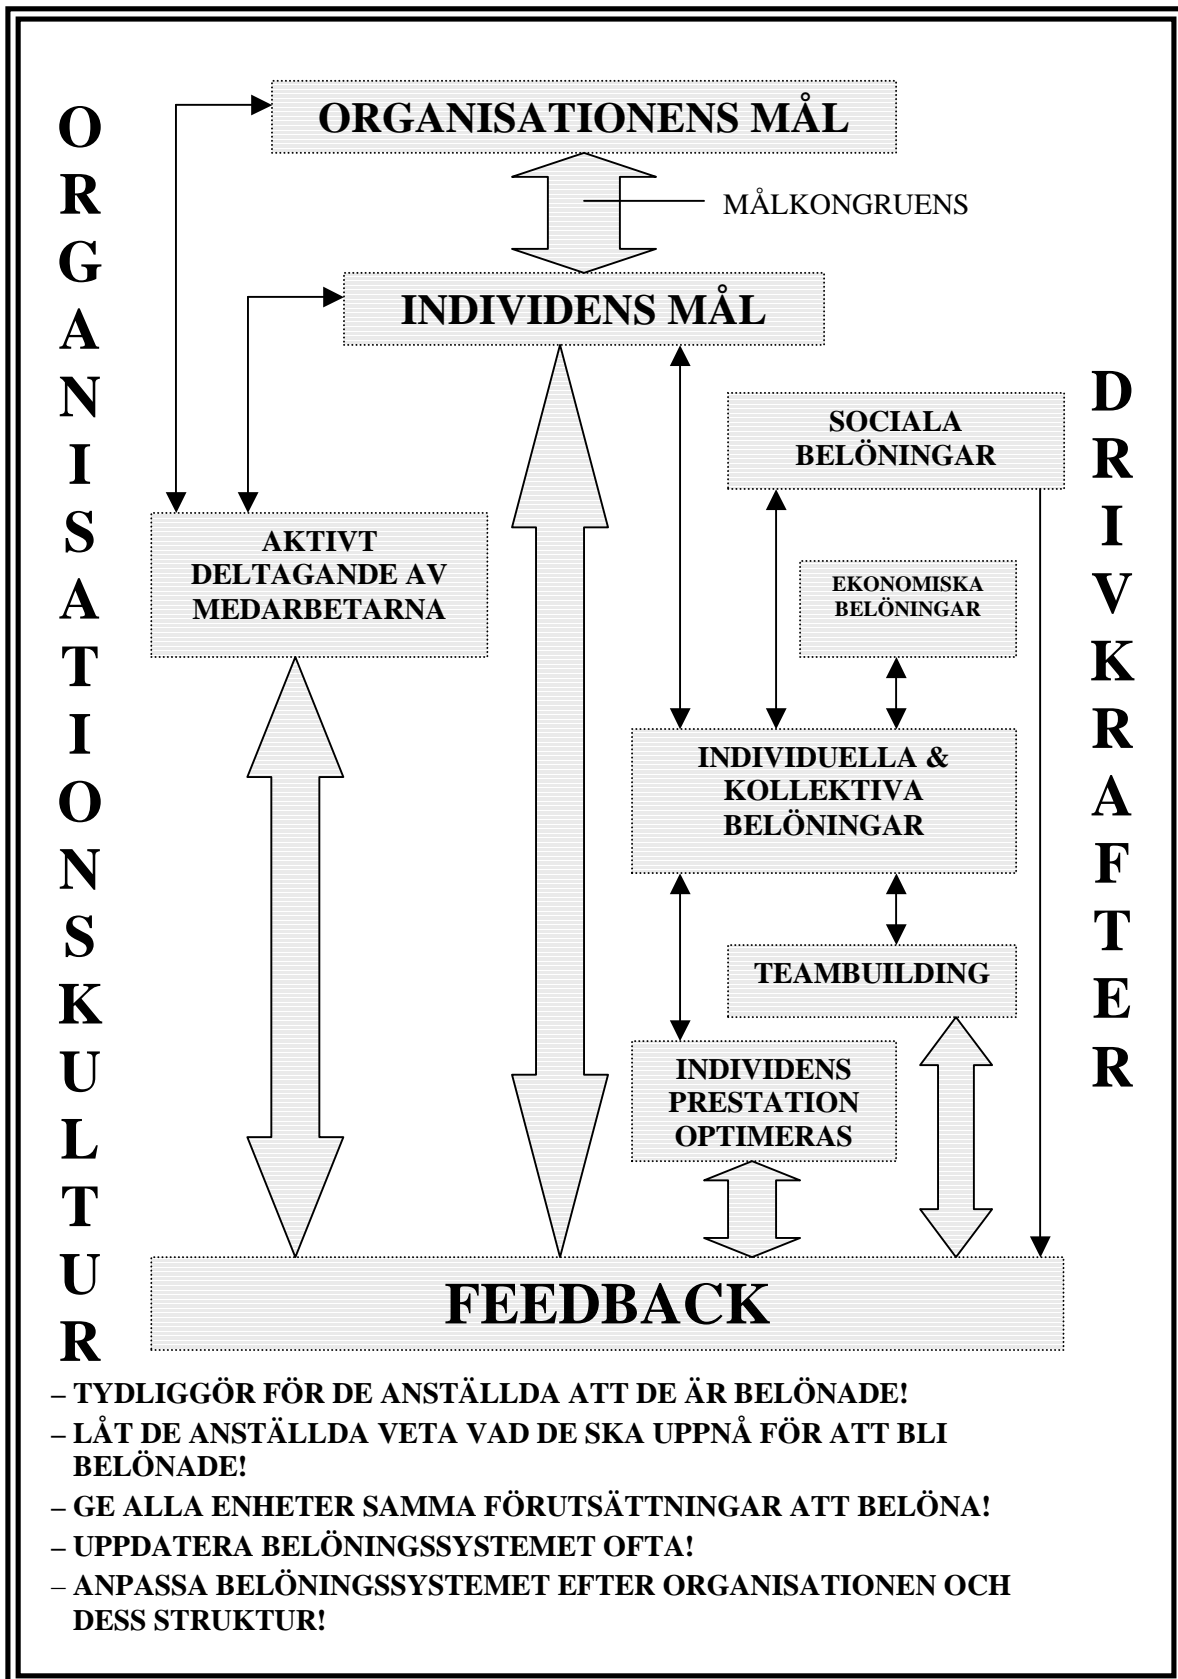 ORGANISATIONSKULTUR
ORGANISATIONENS MÅL
MÅLKONGRUENS
INDIVIDENS MÅL
DRIVKRAFTER
SOCIALA
BELÖNINGAR
AKTIVT
DELTAGANDE AV
MEDARBETARNA
EKONOMISKA
BELÖNINGAR
INDIVIDUELLA &
KOLLEKTIVA
BELÖNINGAR
TEAMBUILDING
INDIVIDENS
PRESTATION
OPTIMERAS
FEEDBACK
– TYDLIGGÖR FÖR DE ANSTÄLLDA ATT DE ÄR BELÖNADE!
– LÅT DE ANSTÄLLDA VETA VAD DE SKA UPPNÅ FÖR ATT BLI
BELÖNADE!
– GE ALLA ENHETER SAMMA FÖRUTSÄTTNINGAR ATT BELÖNA!
– UPPDATERA BELÖNINGSSYSTEMET OFTA!
– ANPASSA BELÖNINGSSYSTEMET EFTER ORGANISATIONEN OCH
DESS STRUKTUR!